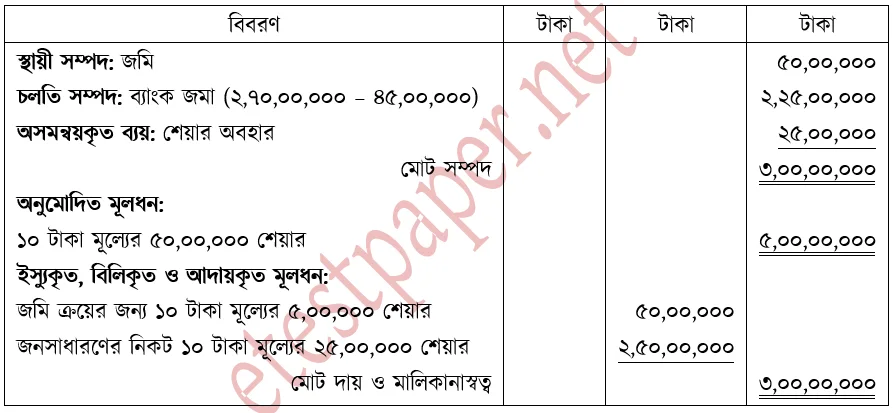 বিবরণ টাকা টাকা টাকা
স্থায়ী সম্পদ: জমি ৫০,০০,০০০
চলতি সম্পদ: ব্যাংক জমা (২,৭০,০০,০০০ – ৪৫,০০,০০০) ২,২৫,০০,০০০
অসমন্বয়কৃত ব্যয়: শেয়ার অবহার ২৫,০০,০০০
মোট সম্পদ ৩,০০,০০,০০০
অনুমোদিত মূলধন:
১০ টাকা মূল্যের ৫০,০০,০০০ শেয়ার ৫,০০,০০,০০০
ইস্যুকৃত, বিলিকৃত ও আদায়কৃত মূলধন:
জমি ক্রয়ের জন্য ১০ টাকা মূল্যের ৫,০০,০০০ শেয়ার ৫০,০০,০০০
জনসাধারণের নিকট ১০ টাকা মূল্যের ২৫,০০,০০০ শেয়ার ২,৫০,০০,০০০
মোট দায় ও মালিকানাস্বত্ব ৩,০০,০০,০০০
etestpaper.net